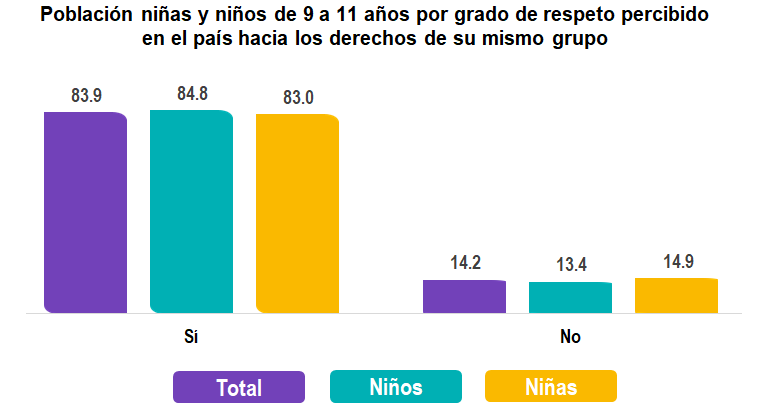 Población niñas y niños de 9 a 11 años por grado de respeto percibido
en el país hacia los derechos de su mismo grupo
83.9
84.8
83.0
14.2
13.4
14.9
Sí
No
Total
Niños
Niñas